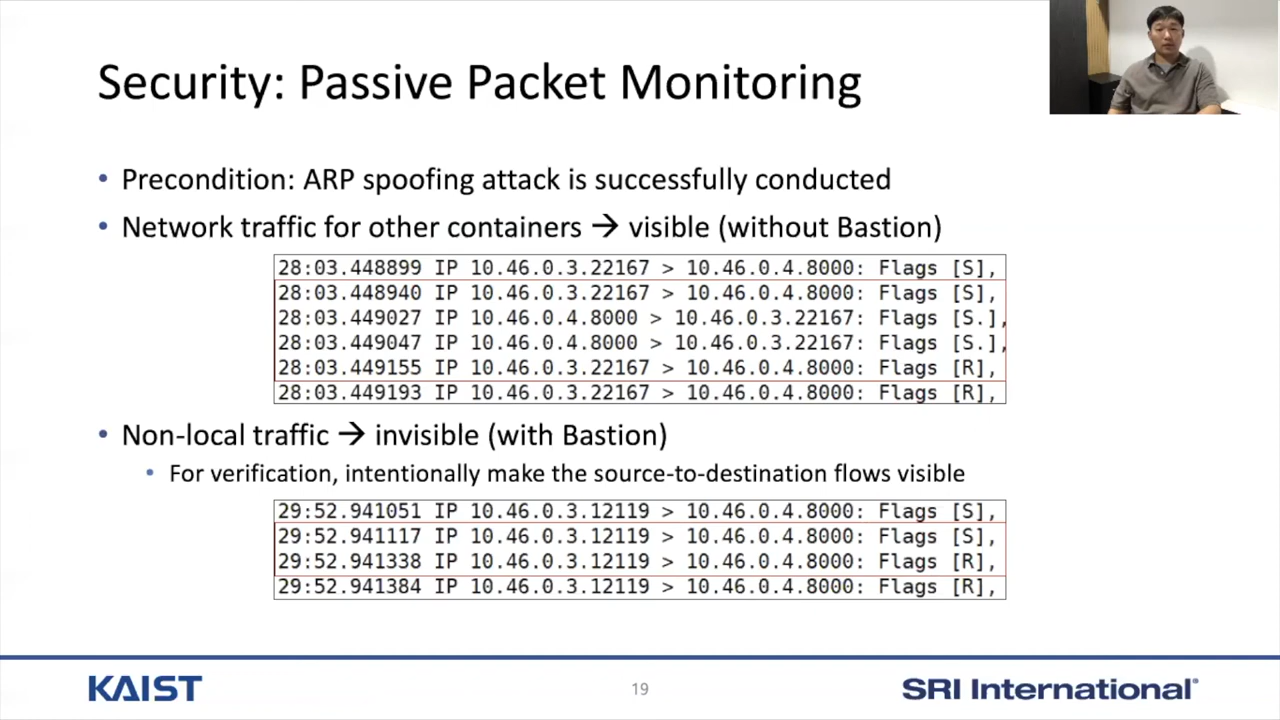 Security: Passive Packet Monitoring
• Precondition: ARP spoofing attack is successfully conducted
• Network traffic for other containers → visible (without Bastion)
28:03.448899 IP 10.46.0.3.22167 > 10.46.0.4.8000: Flags [S],
28:03.448940 IP 10.46.0.3.22167 > 10.46.0.4.8000: Flags [S],
28:03.449027 IP 10.46.0.4.8000 > 10.46.0.3.22167: Flags [S.],
28:03.449047 IP 10.46.0.4.8000 > 10.46.0.3.22167: Flags [S.],
28:03.449155 IP 10.46.0.3.22167 > 10.46.0.4.8000: Flags [R],
28:03.449193 IP 10.46.0.3.22167 > 10.46.0.4.8000: Flags [R],
• Non-local traffic → invisible (with Bastion)
• For verification, intentionally make the source-to-destination flows visible
29:52.941051 IP 10.46.0.3.12119 > 10.46.0.4.8000: Flags [S],
29:52.941117 IP 10.46.0.3.12119 > 10.46.0.4.8000: Flags [S],
29:52.941338 IP 10.46.0.3.12119 > 10.46.0.4.8000: Flags [R],
29:52.941384 IP 10.46.0.3.12119 > 10.46.0.4.8000: Flags [R],
KAIST
19
SRI International®